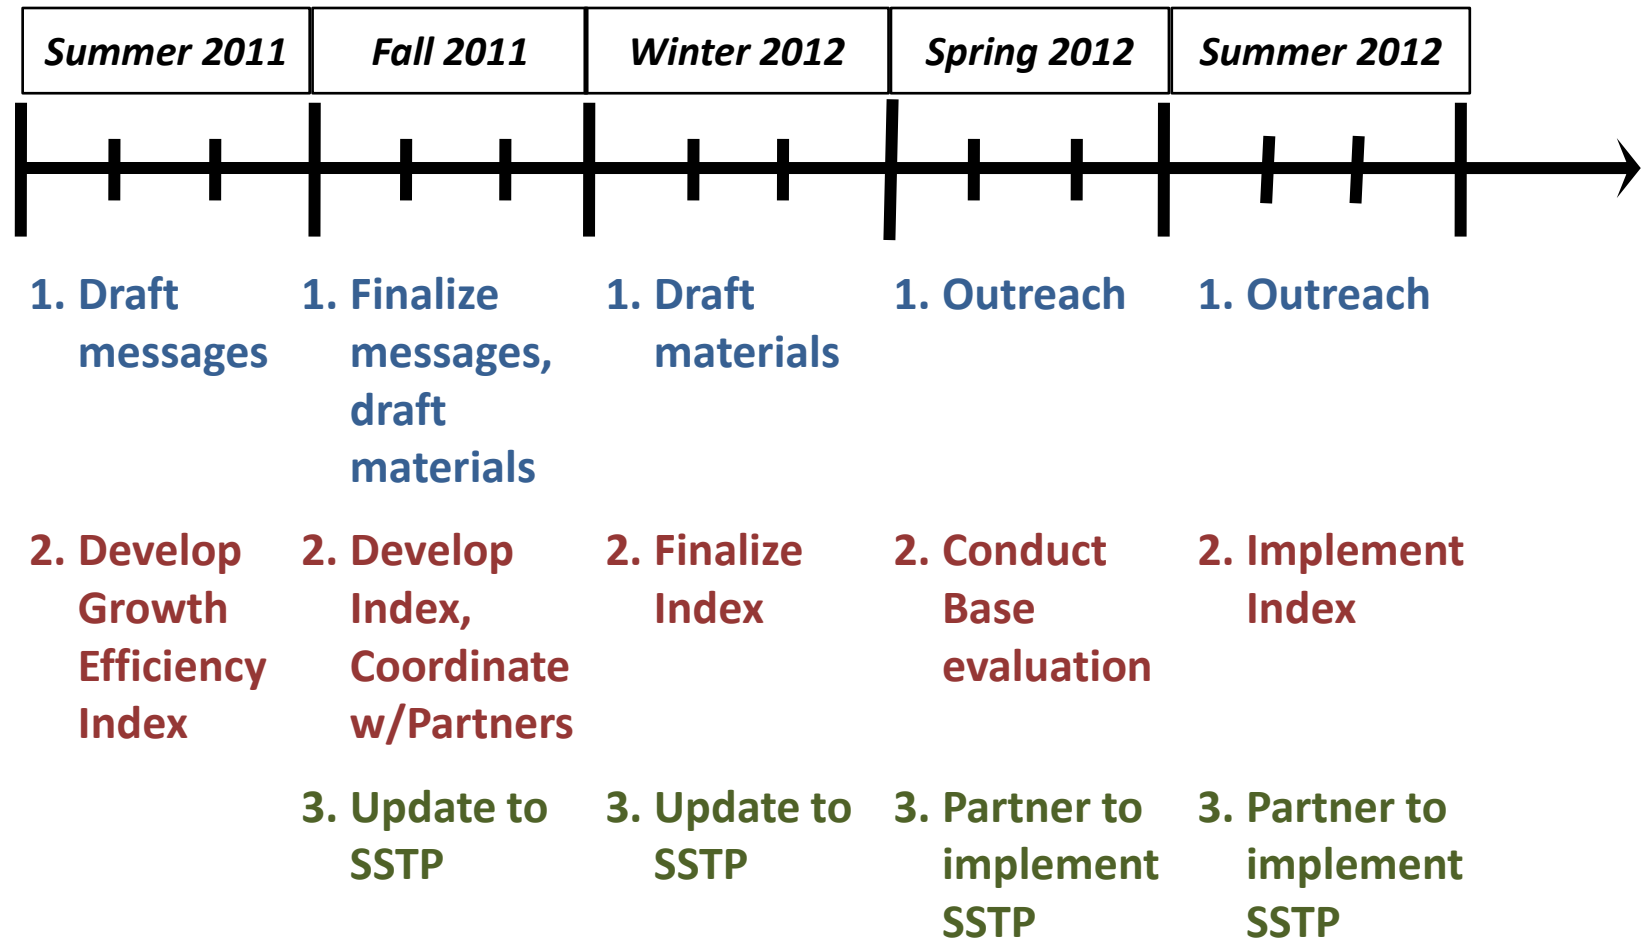 Summer 2011
Fall 2011
Winter 2012
Spring 2012
Summer 2012
1. Draft
messages
2. Develop
Growth
Efficiency
Index
1. Finalize
messages,
draft
materials
2. Develop
Index,
Coordinate
w/Partners
3. Update to
SSTP
1. Draft
materials
2. Finalize
Index
3. Update to
SSTP
1. Outreach
2. Conduct
Base
evaluation
3. Partner to
implement
SSTP
1. Outreach
2. Implement
Index
3. Partner to
implement
SSTP